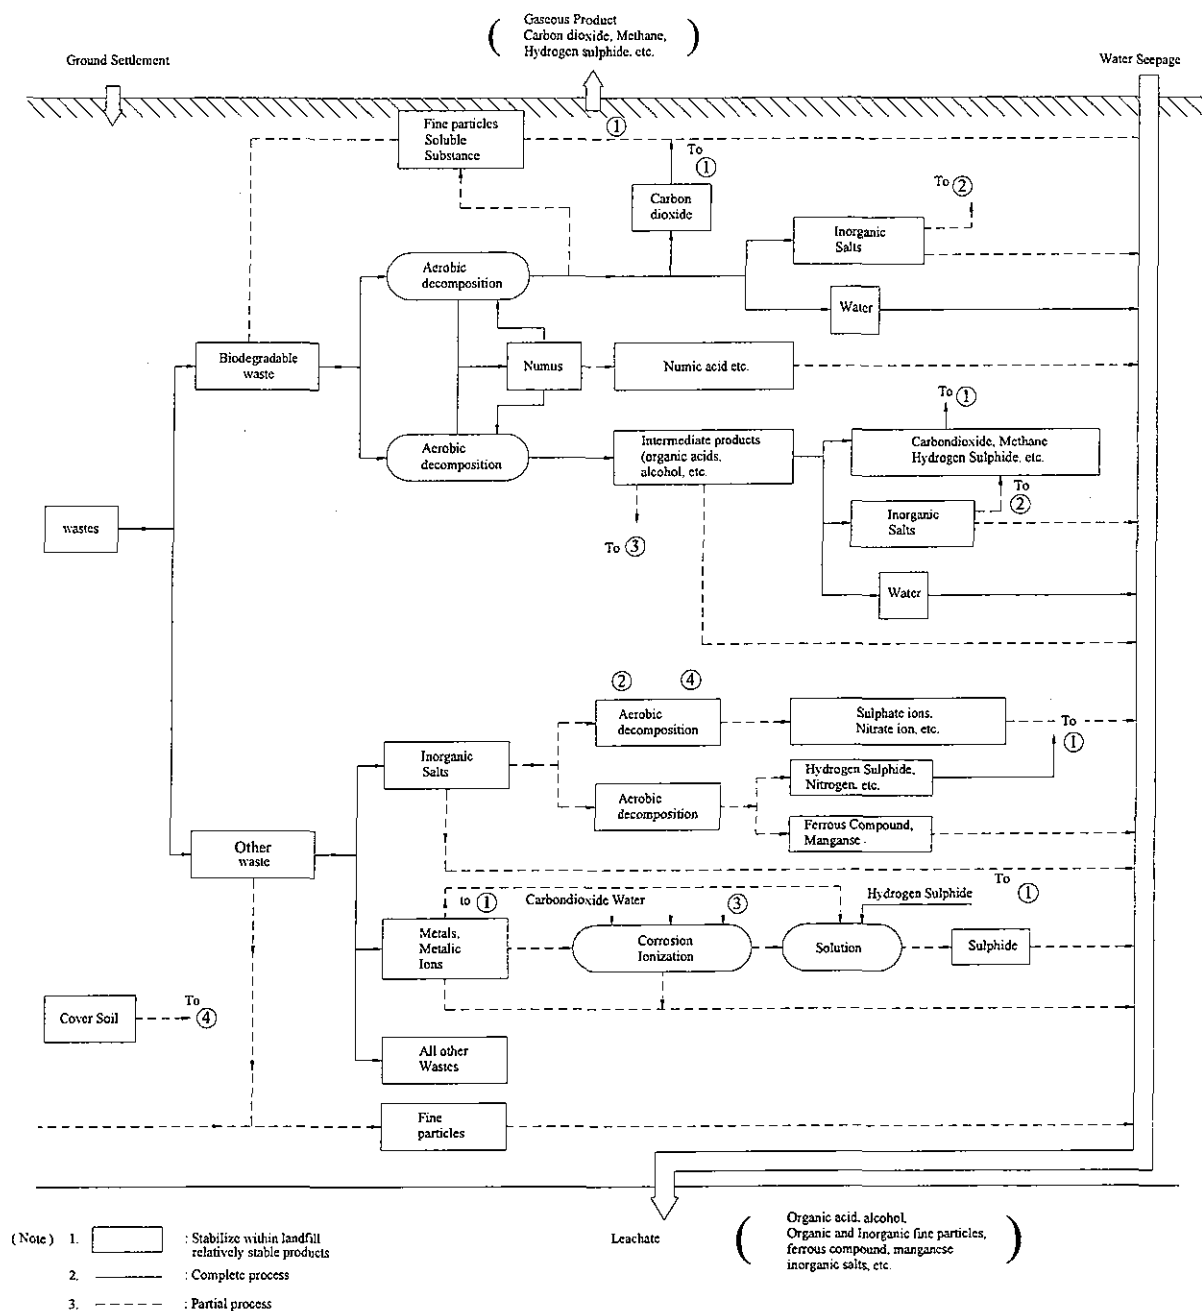 Gaseous Product
Carbon dioxide, Methane,
Hydrogen sulphide, etc.
Ground Settlement
Water Seepage
①
Fine particles
Soluble
Substance
To
①
Carbon
dioxide
To ②
Inorganic
Salts
Aerobic
decomposition
Water
Biodegradable
waste
Numus
Numic acid etc.
To ①
Aerobic
decomposition
Intermediate products
(organic acids,
alcohol, etc.
Carbondioxide, Methane
Hydrogen Sulphide, etc.
To
②
wastes
Inorganic
Salts
To ③
Water
② ④
Aerobic
decomposition
Sulphate ions,
Nitrate ion, etc.
To
①
Inorganic
Salts
Aerobic
decomposition
Hydrogen Sulphide,
Nitrogen, etc.
Ferrous Compound,
Manganse
Other
waste
To
①
to ①
Carbondioxide Water
③
Hydrogen Sulphide
Metals,
Metalic
Ions
Corrosion
Ionization
Solution
Sulphide
Cover Soil
To
④
All other
Wastes
Fine
particles
Leachate
Organic acid, alcohol,
Organic and Inorganic fine particles,
ferrous compound, manganese
inorganic salts, etc.
( Note ) 1. : Stabilize within landfill
relatively stable products
2. : Complete process
3. : Partial process